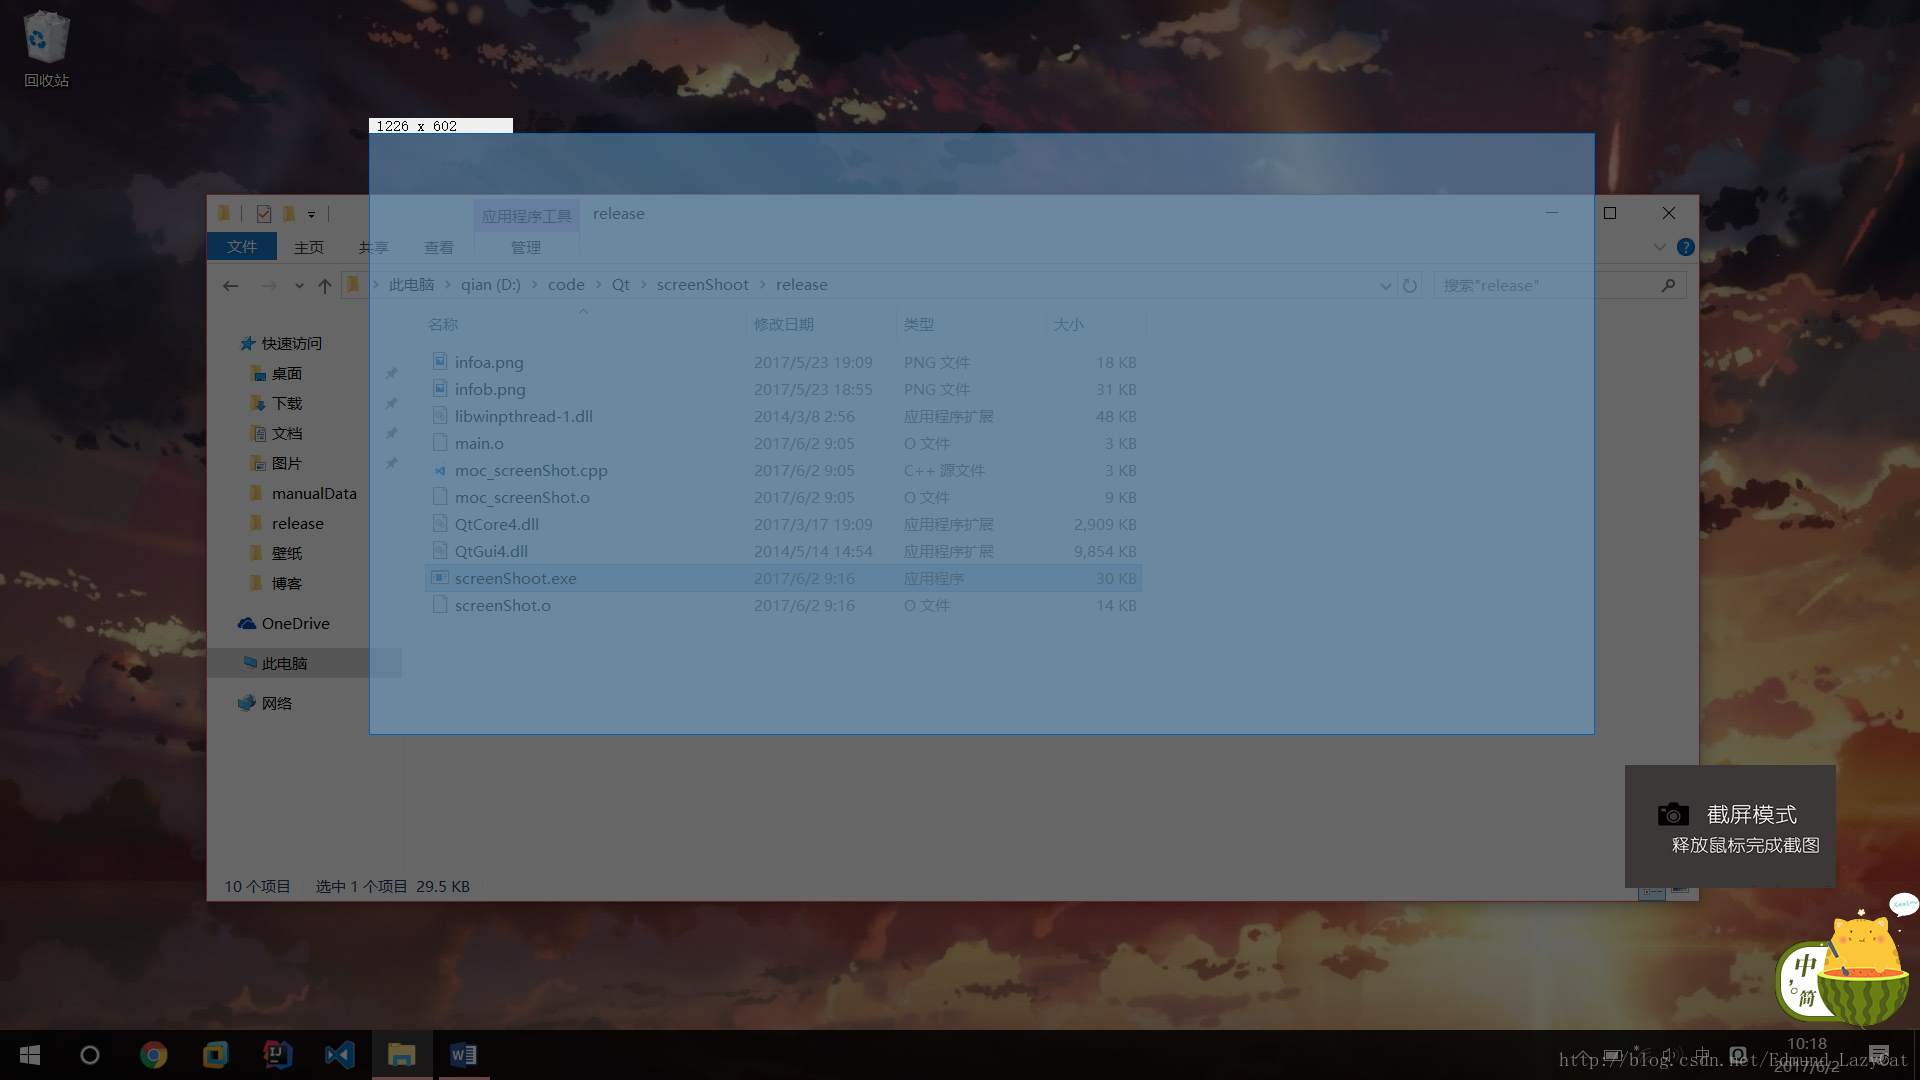 回收站
1226 x 602
应用程序工具 release
文件 主页 共享 查看 管理
此电脑 qian (D:) code Qt screenShoot release 搜索"release"
名称 修改日期 类型 大小
快速访问
桌面
下载
文档
图片
manualData
release
壁纸
博客
OneDrive
此电脑
网络
infoa.png 2017/5/23 19:09 PNG 文件 18 KB
infob.png 2017/5/23 18:55 PNG 文件 31 KB
libwinpthread-1.dll 2014/3/8 2:56 应用程序扩展 48 KB
main.o 2017/6/2 9:05 O 文件 3 KB
moc_screenShot.cpp 2017/6/2 9:05 C++ 源文件 3 KB
moc_screenShot.o 2017/6/2 9:05 O 文件 9 KB
QtCore4.dll 2017/3/17 19:09 应用程序扩展 2,909 KB
QtGui4.dll 2014/5/14 14:54 应用程序扩展 9,854 KB
screenShoot.exe 2017/6/2 9:16 应用程序 30 KB
screenShot.o 2017/6/2 9:16 O 文件 14 KB
截屏模式
释放鼠标完成截图
10 个项目 选中 1 个项目 29.5 KB
中
简
10:18
2017/6/2
http://blog.csdn.net/Edmund_LazyCat